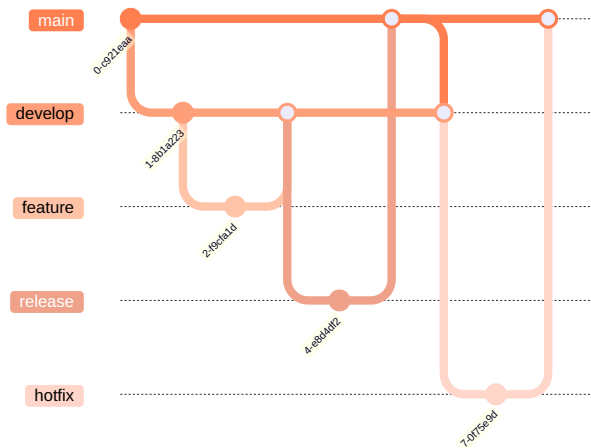 main
0-c921eaa
develop
1-8b1a223
feature
2-f9cfa1d
release
4-e8d4df2
hotfix
7-0f75e9d